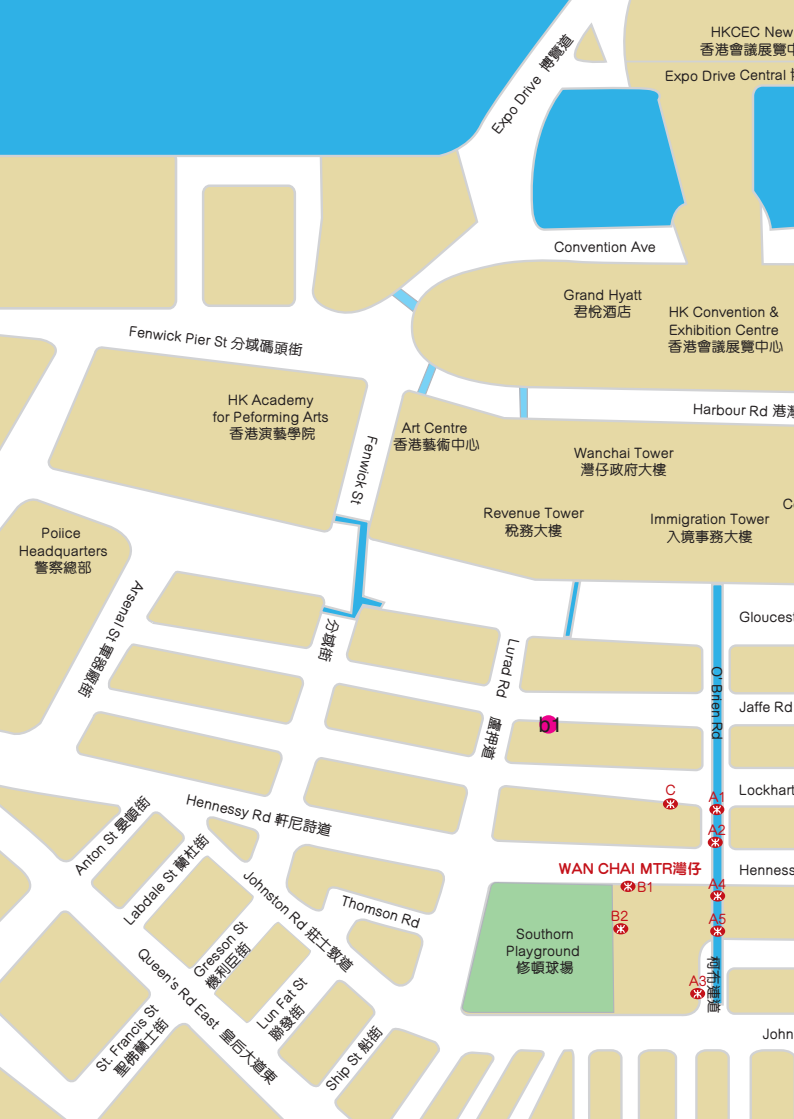 HKCEC New
香港會議展覽中
Expo Drive 博覽道
Expo Drive Central
Convention Ave
Grand Hyatt
君悅酒店
HK Convention &
Exhibition Centre
香港會議展覽中心
Fenwick Pier St 分域碼頭街
HK Academy
for Peforming Arts
香港演藝學院
Harbour Rd 港灣
Art Centre
香港藝術中心
Fenwick St
Wanchai Tower
灣仔政府大樓
Revenue Tower
稅務大樓
Immigration Tower
入境事務大樓
Police
Headquarters
警察總部
Arsenal St 軍器廠街
分域街
Lurad Rd
盧押道
Gloucest
O' Brien Rd
Jaffe Rd
b1
Lockhart
C
A1
A2
Hennessy Rd 軒尼詩道
Henness
WAN CHAI MTR灣仔
B1
A4
B2
A5
Anton St 晏頓街
Labdale St 蘭杜街
Johnston Rd 莊士敦道
Thomson Rd
Southorn
Playground
修頓球場
Gresson St
機利臣街
Queen's Rd East 皇后大道東
Lun Fat St
聯發街
A3
柯布連道
St. Francis St
聖佛蘭士街
Ship St 船街
John